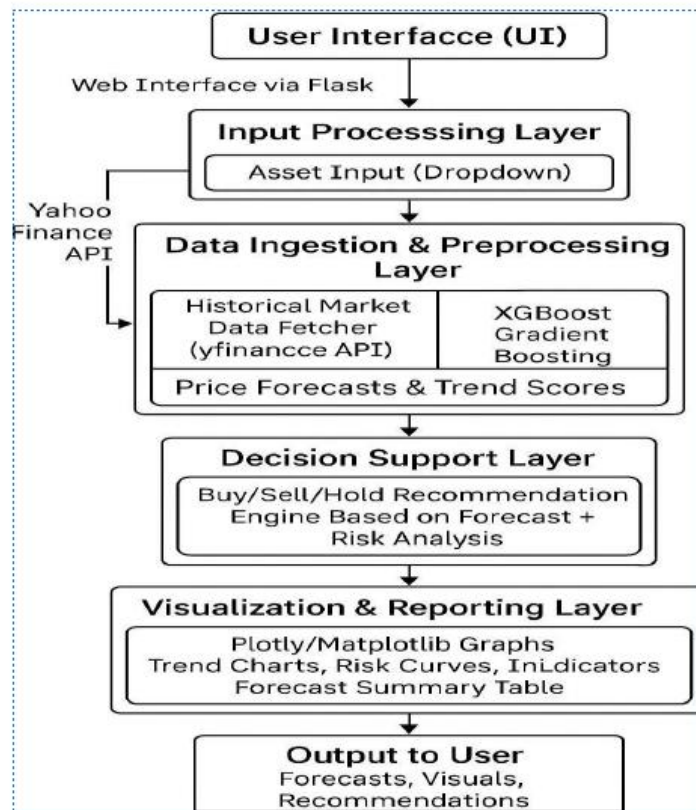 User Interfacce (UI)
Web Interface via Flask
Input Processsing Layer
Asset Input (Dropdown)
Yahoo
Finance
API
Data Ingestion & Preprocessing
Layer
Historical Market
Data Fetcher
(yfinancce API)
XGBoost
Gradient
Boosting
Price Forecasts & Trend Scores
Decision Support Layer
Buy/Sell/Hold Recommendation
Engine Based on Forecast +
Risk Analysis
Visualization & Reporting Layer
Plotly/Matplotlib Graphs
Trend Charts, Risk Curves, InLdicators
Forecast Summary Table
Output to User
Forecasts, Visuals,
Recommendations